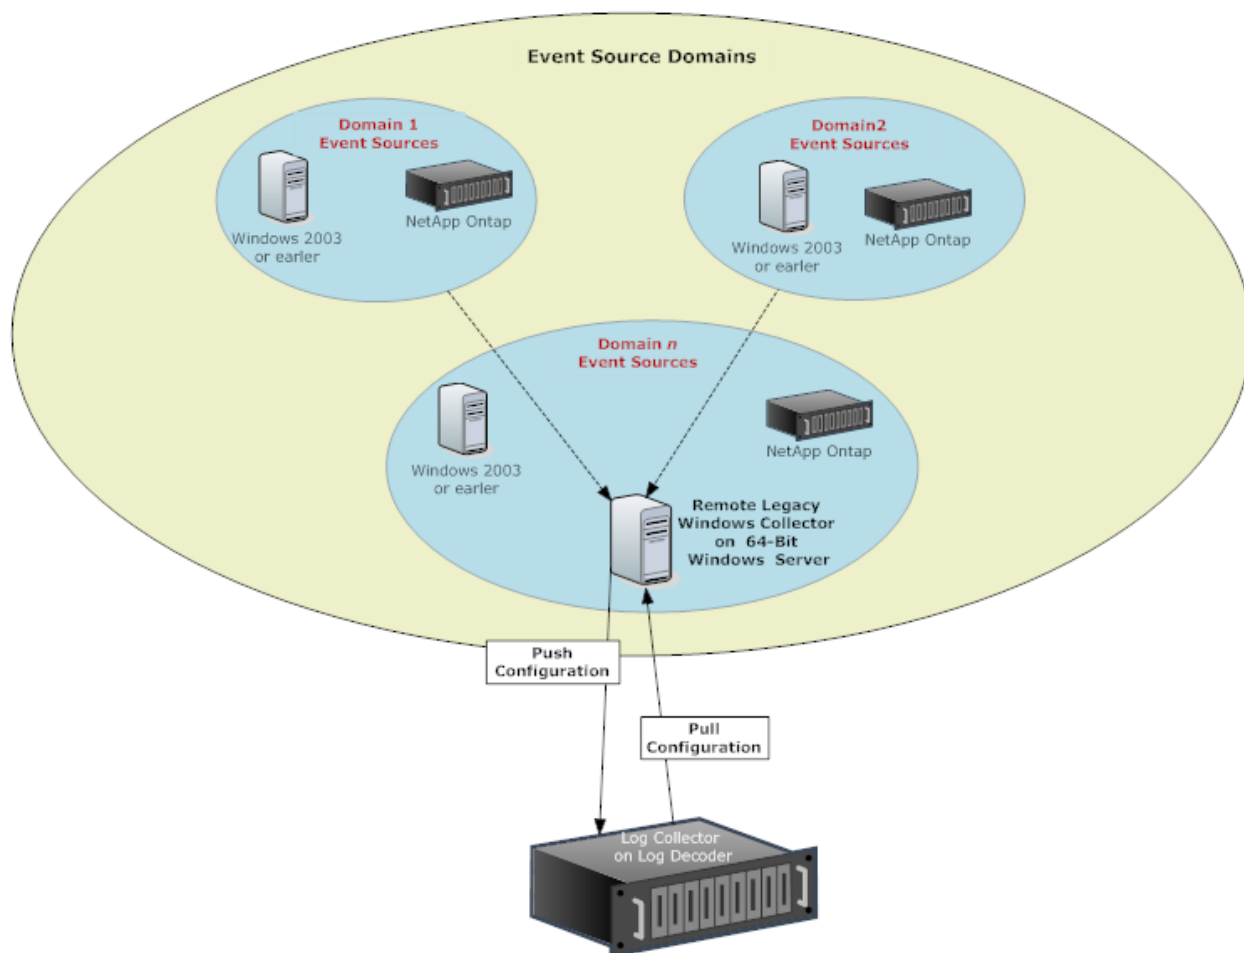 Event Source Domains
Domain 1
Event Sources
Windows 2003
or earler
NetApp Ontap
Domain2
Event Sources
Windows 2003
or earler
NetApp Ontap
Domain n
Event Sources
Windows 2003
or earler
NetApp Ontap
Remote Legacy
Windows Collector
on 64-Bit
Windows Server
Push
Configuration
Pull
Configuration
Log Collector
on Log Decoder